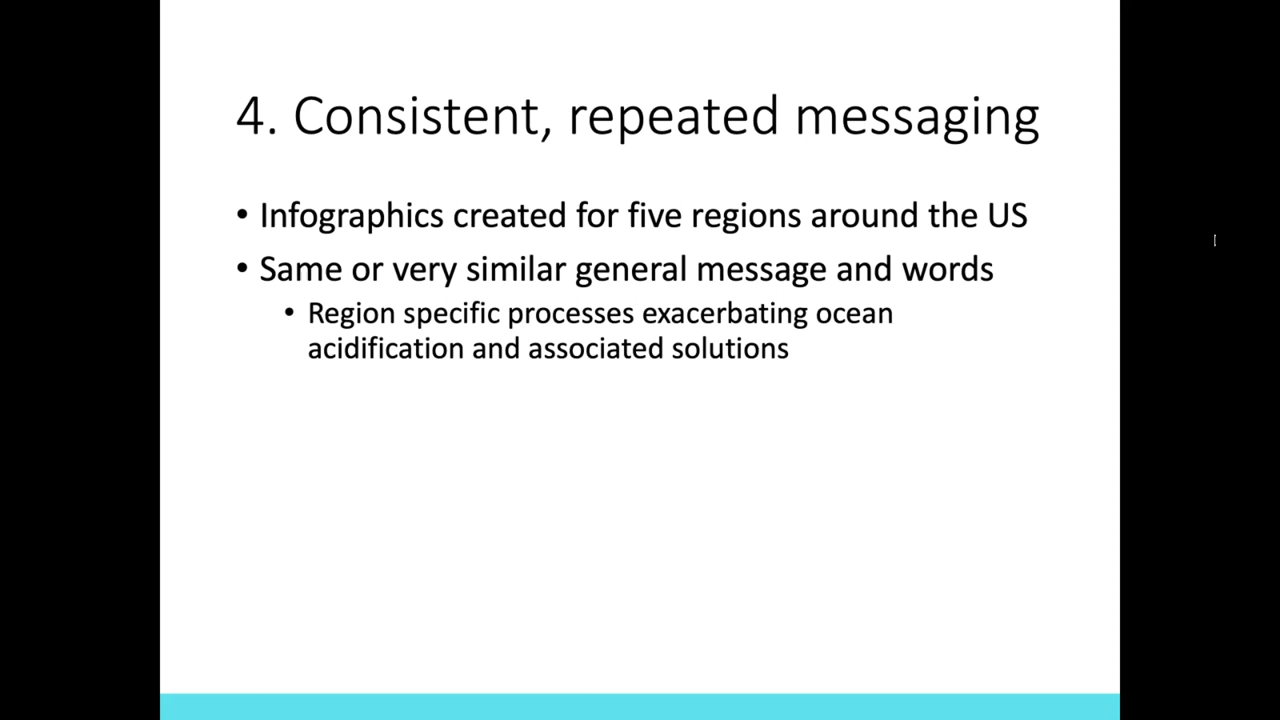 4. Consistent, repeated messaging
• Infographics created for five regions around the US
• Same or very similar general message and words
• Region specific processes exacerbating ocean
acidification and associated solutions